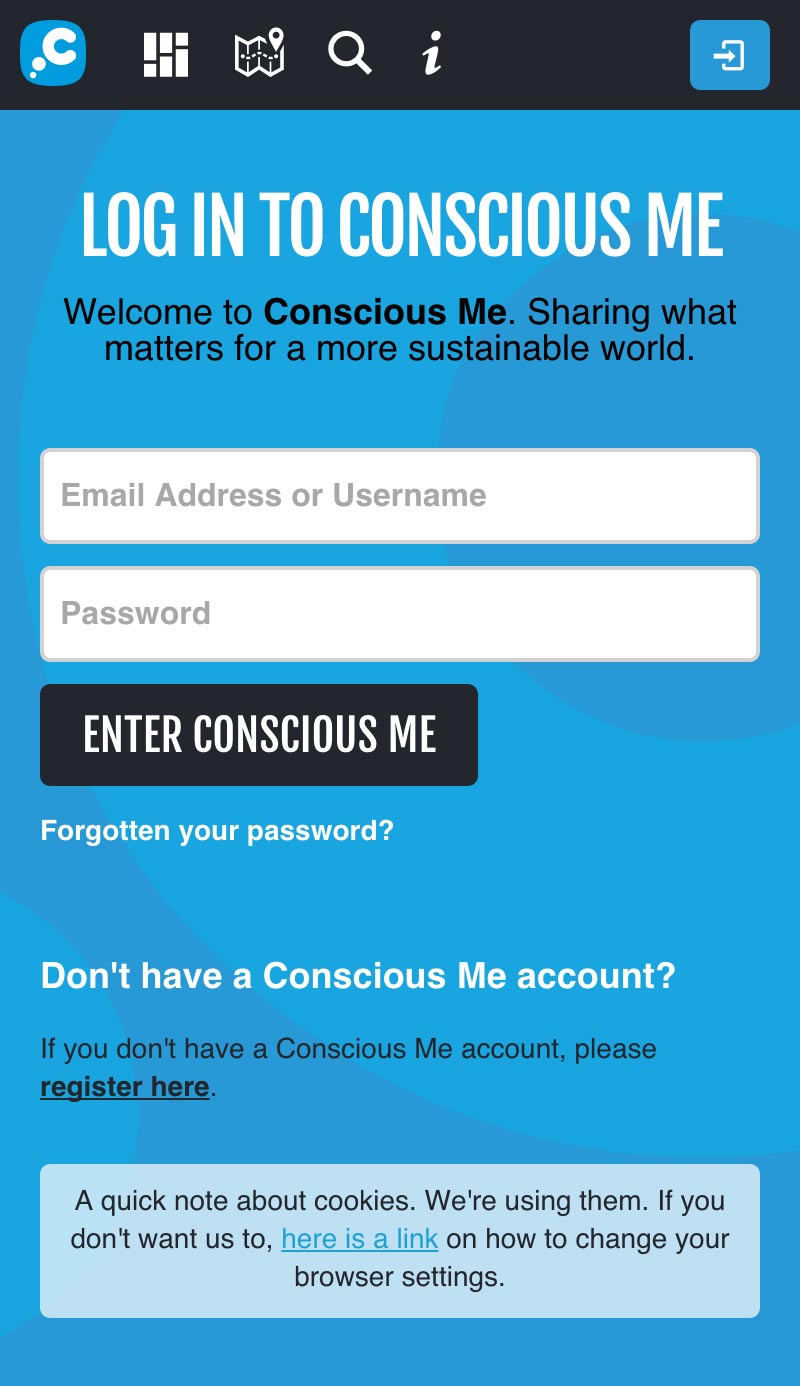 LOG IN TO CONSCIOUS ME
Welcome to Conscious Me. Sharing what
matters for a more sustainable world.
Email Address or Username
Password
ENTER CONSCIOUS ME
Forgotten your password?
Don't have a Conscious Me account?
If you don't have a Conscious Me account, please
register here.
A quick note about cookies. We're using them. If you
don't want us to, here is a link on how to change your
browser settings.